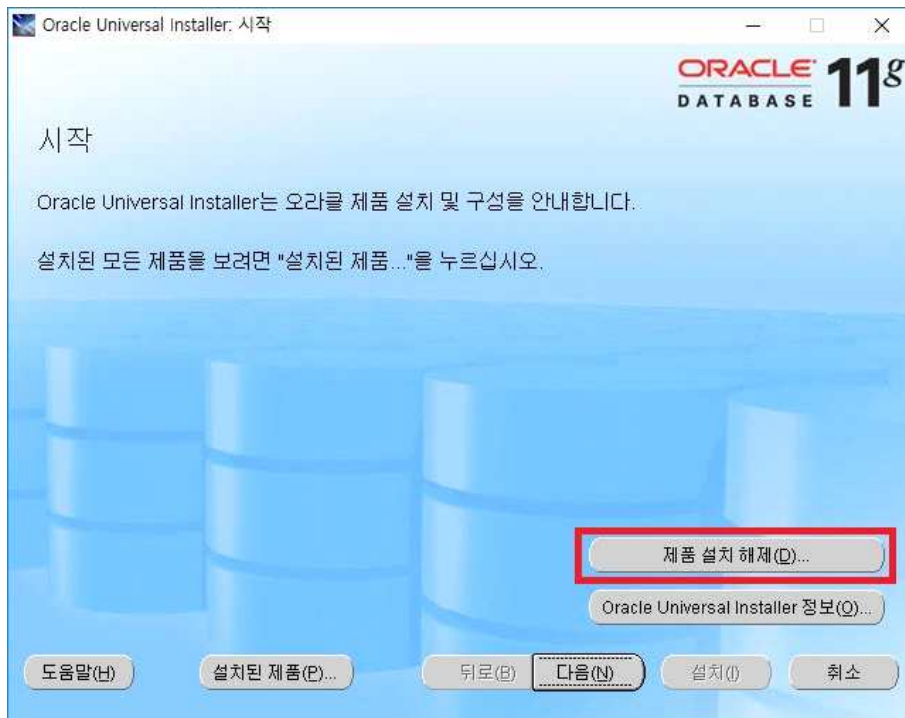 Oracle Universal Installer: 시작
ORACLE 11g
DATABASE
시작
Oracle Universal Installer는 오라클 제품 설치 및 구성을 안내합니다.
설치된 모든 제품을 보려면 "설치된 제품..."을 누르십시오.
제품 설치 해제(D)...
Oracle Universal Installer 정보(O)...
도움말(H) 설치된 제품(P)... 뒤로(B) 다음(N) 설치(I) 취소